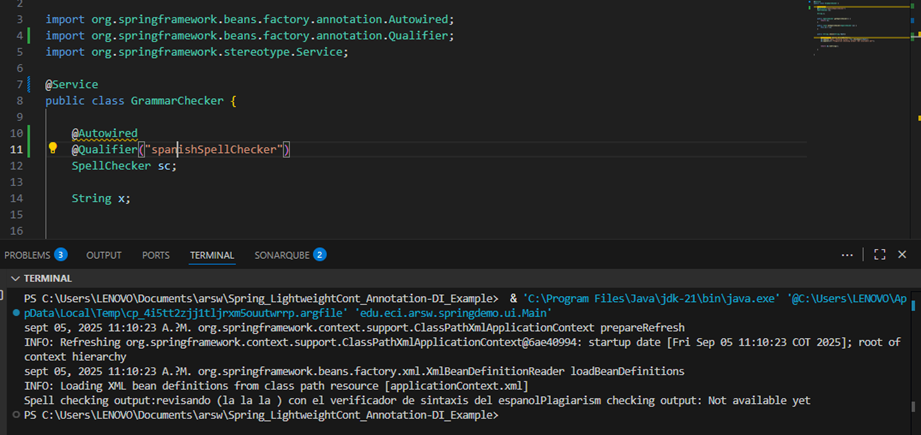 2
3 import org.springframework.beans.factory.annotation.Autowired;
4 import org.springframework.beans.factory.annotation.Qualifier;
5 import org.springframework.stereotype.Service;
6
7 @Service
8 public class GrammarChecker {
9
10 @Autowired
11 @Qualifier("spanishSpellChecker")
12 SpellChecker sc;
13
14 String x;
15
16
PROBLEMS 3 OUTPUT PORTS TERMINAL SONARQUBE 2
TERMINAL
PS C:\Users\LENOVO\Documents\arsw\Spring_LightweightCont_Annotation-DI_Example> & 'C:\Program Files\Java\jdk-21\bin\java.exe' '@C:\Users\LENOVO\Ap
pData\Local\Temp\cp_4i5tt2zjj1tljrxm5ouutwrrp.argfile' 'edu.eci.arsw.springdemo.ui.Main'
sept 05, 2025 11:10:23 A.?M. org.springframework.context.support.ClassPathXmlApplicationContext prepareRefresh
INFO: Refreshing org.springframework.context.support.ClassPathXmlApplicationContext@6ae40994: startup date [Fri Sep 05 11:10:23 COT 2025]; root of
context hierarchy
sept 05, 2025 11:10:23 A.?M. org.springframework.beans.factory.xml.XmlBeanDefinitionReader loadBeanDefinitions
INFO: Loading XML bean definitions from class path resource [applicationContext.xml]
Spell checking output:revisando (la la la ) con el verificador de sintaxis del espanolPlagiarism checking output: Not available yet
PS C:\Users\LENOVO\Documents\arsw\Spring_LightweightCont_Annotation-DI_Example>